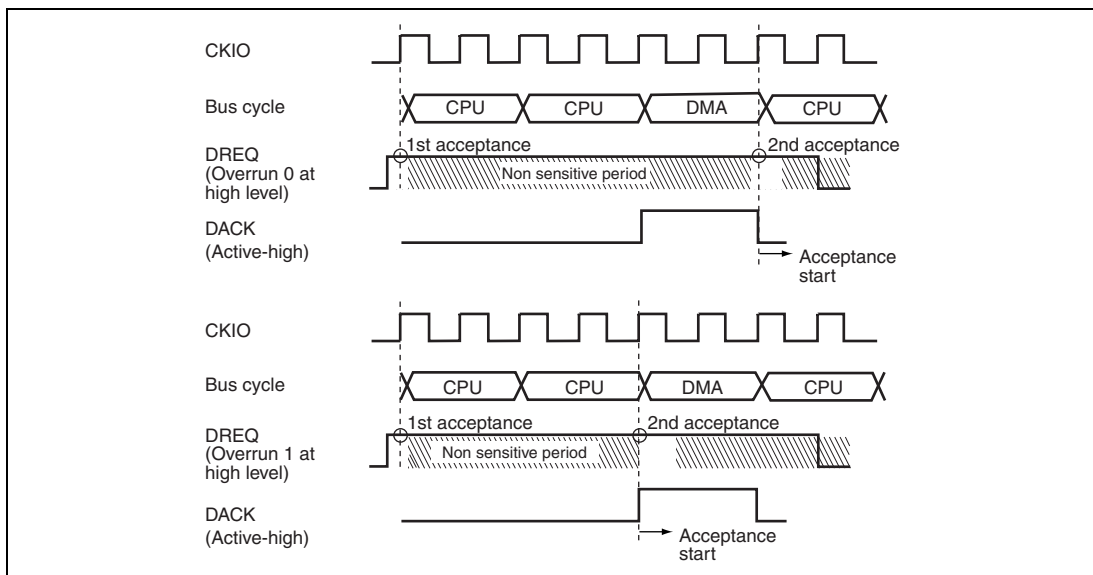 CKIO
Bus cycle
CPU CPU DMA CPU
1st acceptance 2nd acceptance
DREQ
(Overrun 0 at
high level)
Non sensitive period
DACK
(Active-high)
Acceptance
start
CKIO
Bus cycle
CPU CPU DMA CPU
1st acceptance 2nd acceptance
DREQ
(Overrun 1 at
high level)
Non sensitive period
DACK
(Active-high)
Acceptance
start